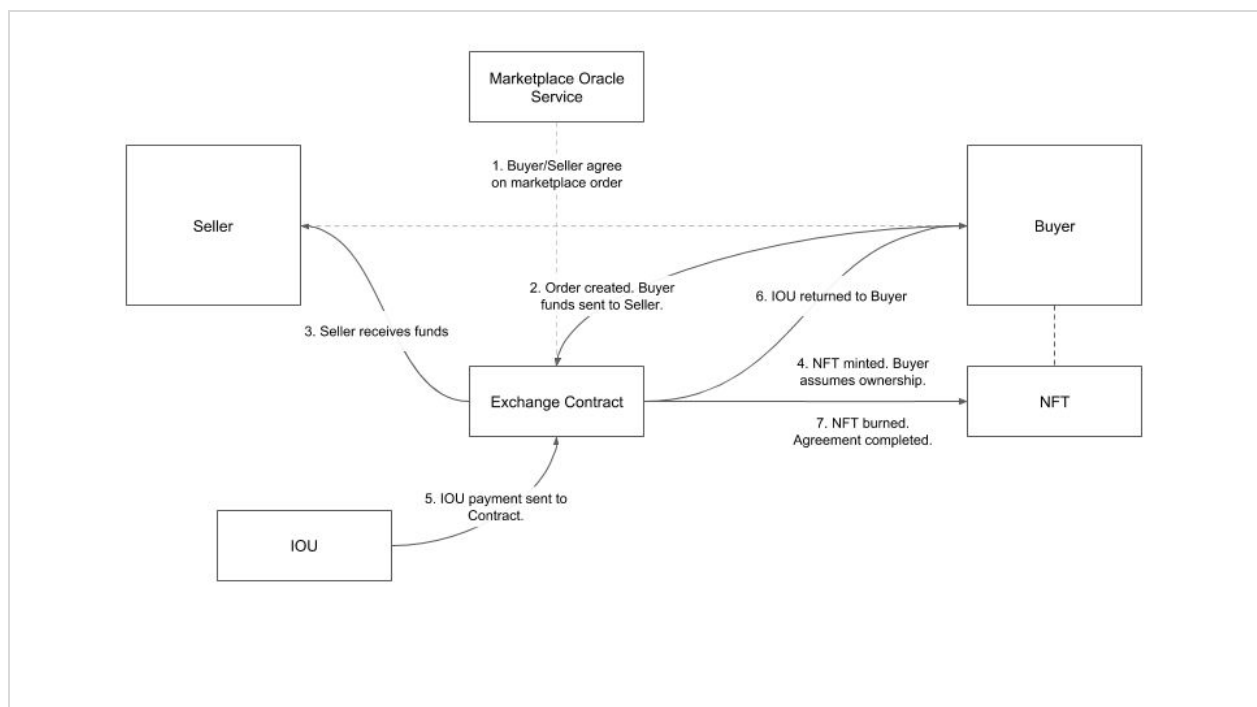 Marketplace Oracle
Service
1. Buyer/Seller agree
on marketplace order
Seller
Buyer
2. Order created. Buyer
funds sent to Seller.
6. IOU returned to Buyer
3. Seller receives funds
4. NFT minted. Buyer
assumes ownership.
Exchange Contract
NFT
7. NFT burned.
Agreement completed.
5. IOU payment sent to
Contract.
IOU